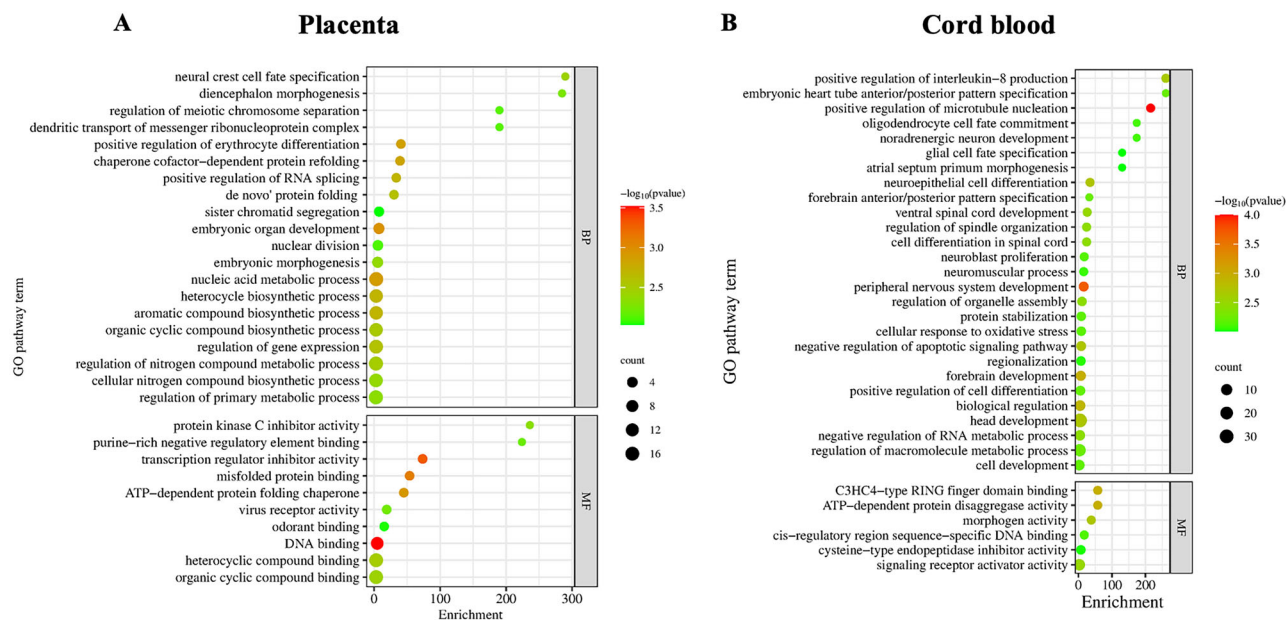 A Placenta
neural crest cell fate specification
diencephalon morphogenesis
regulation of meiotic chromosome separation
dendritic transport of messenger ribonucleoprotein complex
positive regulation of erythrocyte differentiation
chaperone cofactor-dependent protein refolding
positive regulation of RNA splicing
de novo' protein folding
sister chromatid segregation
embryonic organ development
nuclear division
embryonic morphogenesis
nucleic acid metabolic process
heterocycle biosynthetic process
aromatic compound biosynthetic process
organic cyclic compound biosynthetic process
regulation of gene expression
regulation of nitrogen compound metabolic process
cellular nitrogen compound biosynthetic process
regulation of primary metabolic process
BP
protein kinase C inhibitor activity
purine-rich negative regulatory element binding
transcription regulator inhibitor activity
misfolded protein binding
ATP-dependent protein folding chaperone
virus receptor activity
odorant binding
DNA binding
heterocyclic compound binding
organic cyclic compound binding
MF
0 100 200 300
Enrichment
GO pathway term
−log10(pvalue)
3.5
3.0
2.5
count
4
8
12
16
B Cord blood
positive regulation of interleukin-8 production
embryonic heart tube anterior/posterior pattern specification
positive regulation of microtubule nucleation
oligodendrocyte cell fate commitment
noradrenergic neuron development
glial cell fate specification
atrial septum primum morphogenesis
neuroepithelial cell differentiation
forebrain anterior/posterior pattern specification
ventral spinal cord development
regulation of spindle organization
cell differentiation in spinal cord
neuroblast proliferation
neuromuscular process
peripheral nervous system development
regulation of organelle assembly
protein stabilization
cellular response to oxidative stress
negative regulation of apoptotic signaling pathway
regionalization
forebrain development
positive regulation of cell differentiation
biological regulation
head development
negative regulation of RNA metabolic process
regulation of macromolecule metabolic process
cell development
BP
C3HC4-type RING finger domain binding
ATP-dependent protein disaggregase activity
morphogen activity
cis-regulatory region sequence-specific DNA binding
cysteine-type endopeptidase inhibitor activity
signaling receptor activator activity
MF
0 100 200
Enrichment
GO pathway term
−log10(pvalue)
4.0
3.5
3.0
2.5
count
10
20
30